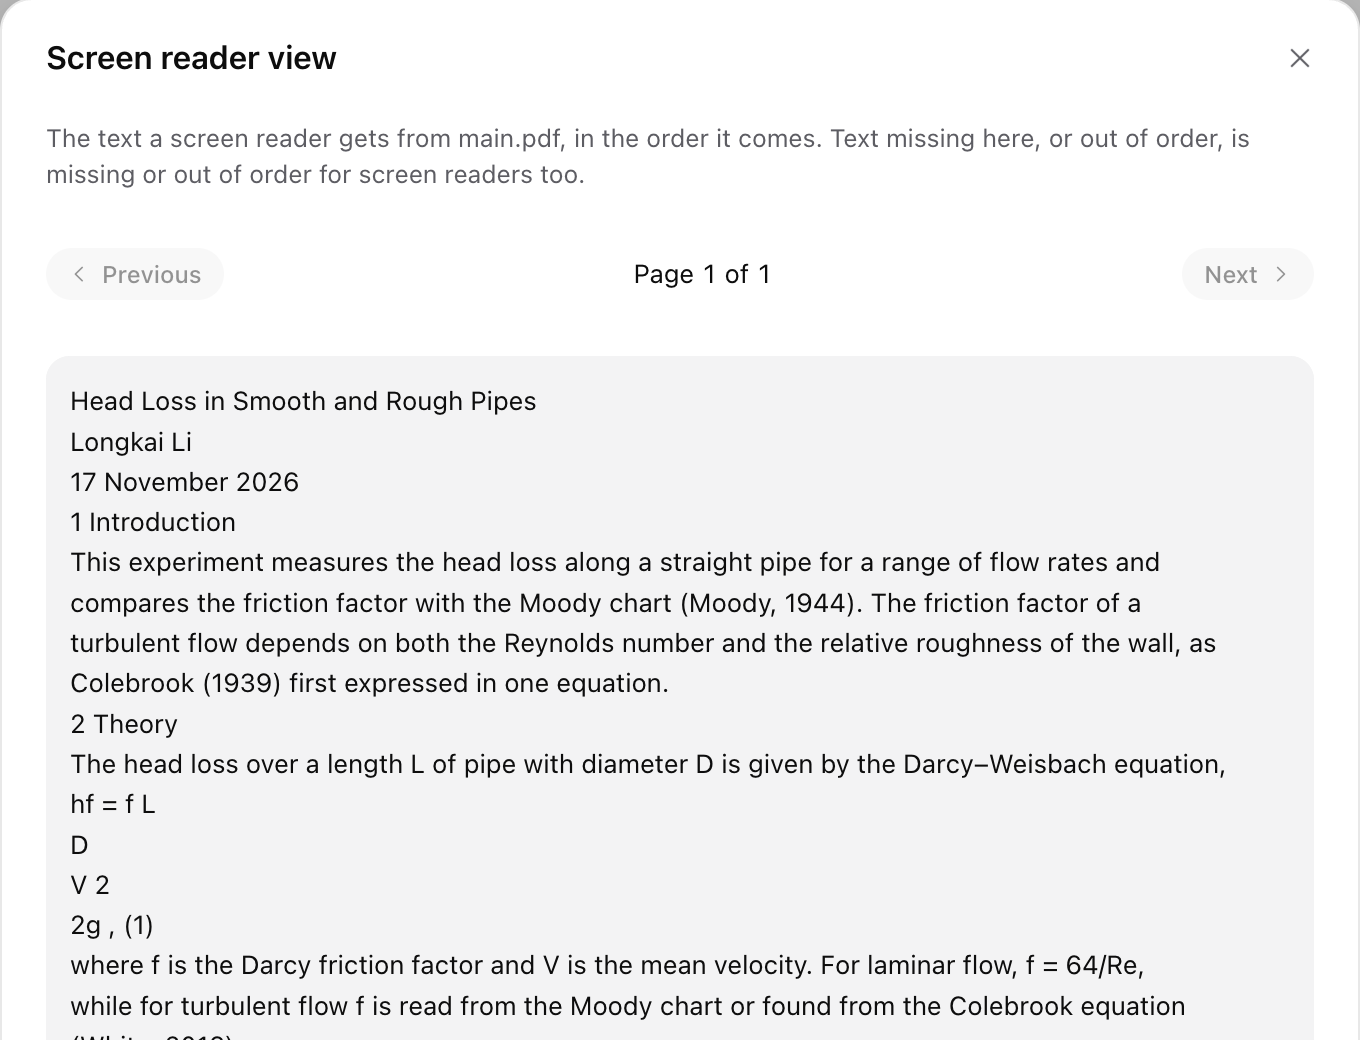 Screen reader view
The text a screen reader gets from main.pdf, in the order it comes. Text missing here, or out of order, is
missing or out of order for screen readers too.
Previous
Page 1 of 1
Next
Head Loss in Smooth and Rough Pipes
Longkai Li
17 November 2026
1 Introduction
This experiment measures the head loss along a straight pipe for a range of flow rates and
compares the friction factor with the Moody chart (Moody, 1944). The friction factor of a
turbulent flow depends on both the Reynolds number and the relative roughness of the wall, as
Colebrook (1939) first expressed in one equation.
2 Theory
The head loss over a length L of pipe with diameter D is given by the Darcy–Weisbach equation,
hf = f L
D
V 2
2g , (1)
where f is the Darcy friction factor and V is the mean velocity. For laminar flow, f = 64/Re,
while for turbulent flow f is read from the Moody chart or found from the Colebrook equation